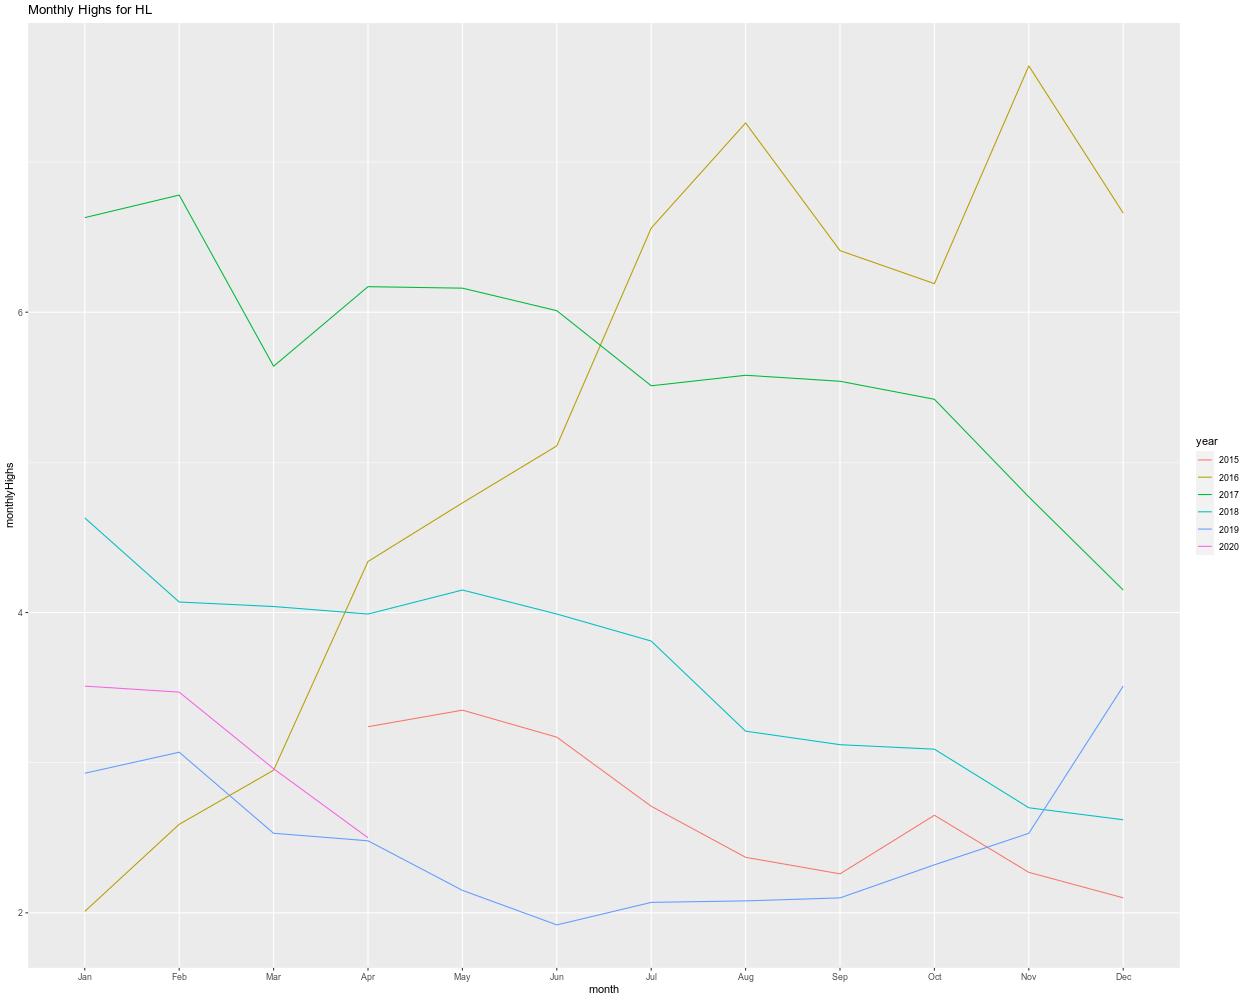 Monthly Highs for HL
monthlyHighs
6
4
2
Jan Feb Mar Apr May Jun Jul Aug Sep Oct Nov Dec
month
year
2015
2016
2017
2018
2019
2020